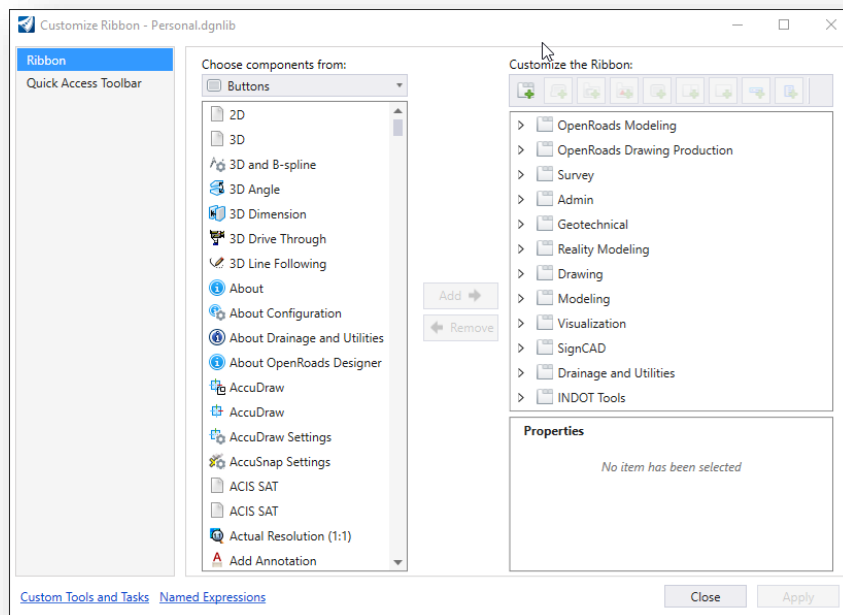 Customize Ribbon - Personal.dgnlib
Ribbon
Quick Access Toolbar
Choose components from:
Buttons
2D
3D
3D and B-spline
3D Angle
3D Dimension
3D Drive Through
3D Line Following
About
About Configuration
About Drainage and Utilities
About OpenRoads Designer
AccuDraw
AccuDraw
AccuDraw Settings
AccuSnap Settings
ACIS SAT
ACIS SAT
Actual Resolution (1:1)
Add Annotation
Add
Remove
Customize the Ribbon:
OpenRoads Modeling
OpenRoads Drawing Production
Survey
Admin
Geotechnical
Reality Modeling
Drawing
Modeling
Visualization
SignCAD
Drainage and Utilities
INDOT Tools
Properties
No item has been selected
Custom Tools and Tasks
Named Expressions
Close
Apply